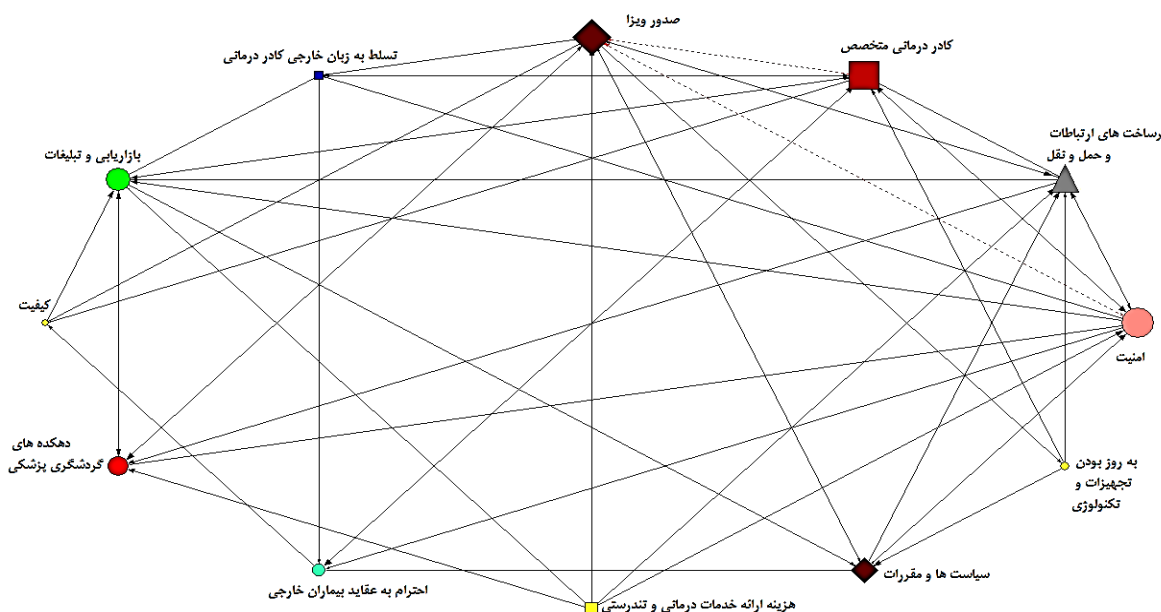 صدور ویزا
کادر درمانی متخصص
تسلط به زبان خارجی کادر درمانی
رساخت های ارتباطات
و حمل و نقل
بازاریابی و تبلیغات
کیفیت
امنیت
دهکده های
گردشگری پزشکی
به روز بودن
تجهیزات و
تکنولوژی
سیاست ها و مقررات
احترام به عقاید بیماران خارجی
هزینه ارائه خدمات درمانی و تندرستی